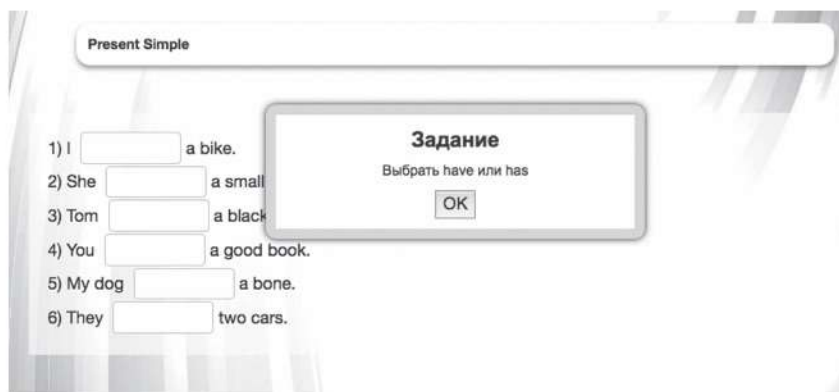 Present Simple
Задание
Выбрать have или has
OK
1) I a bike.
2) She a small
3) Tom a black
4) You a good book.
5) My dog a bone.
6) They two cars.